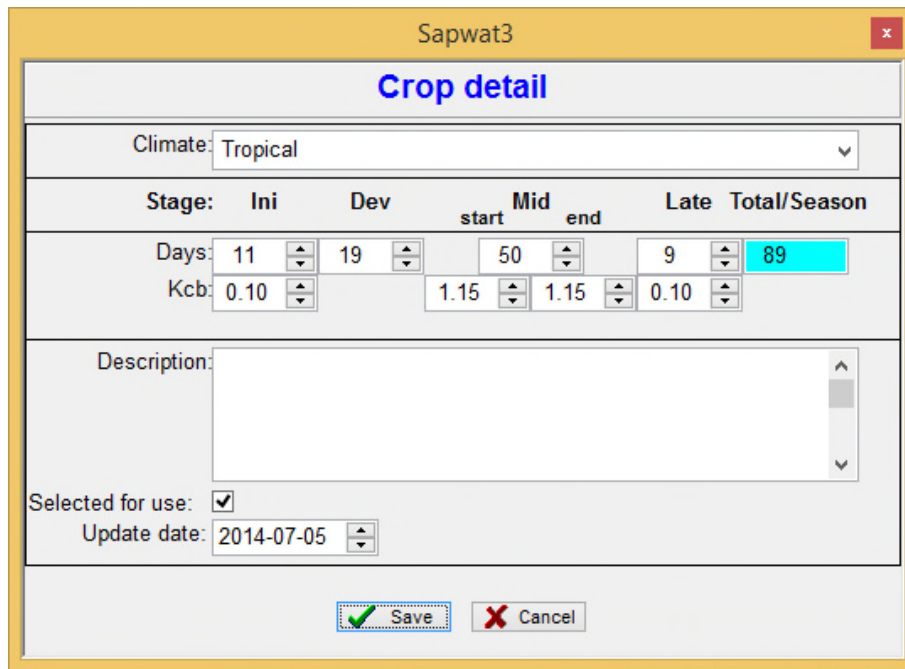 Sapwat3
x
Crop detail
Climate: Tropical
Stage: Ini Dev Mid Late Total/Season
start end
Days: 11 19 50 9 89
Kcb: 0.10 1.15 1.15 0.10
Description:
Selected for use:
Update date: 2014-07-05
Save Cancel